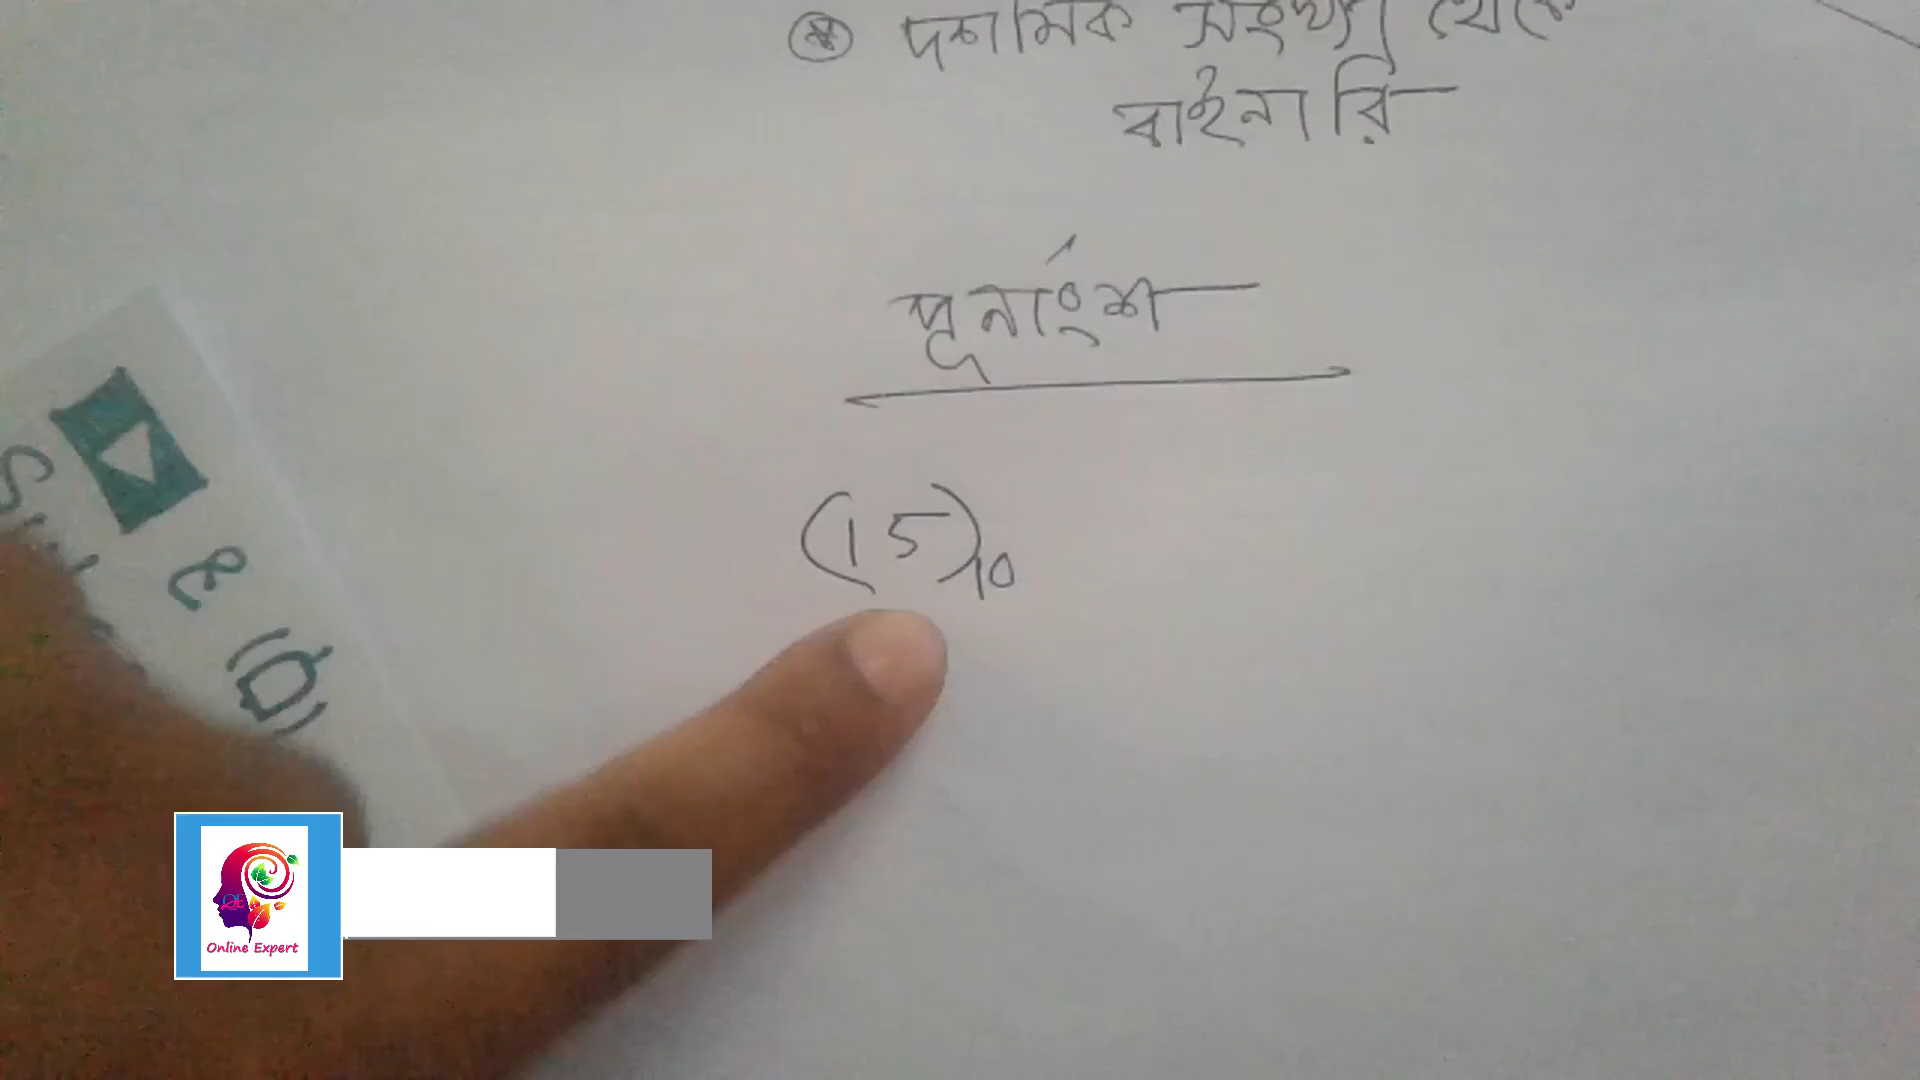 দশমিক সংখ্যা থেকে
বাইনারি
পূর্নাংশ
(15)10
Online Expert